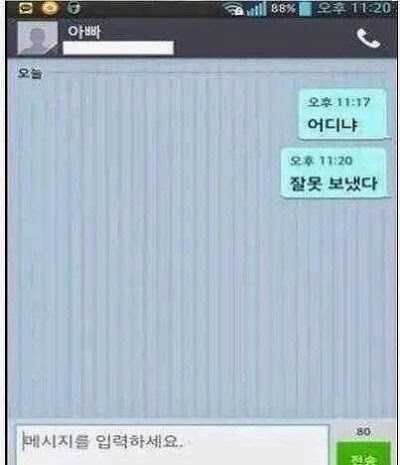 88% 오후 11:20
아빠
오늘
오후 11:17
어디냐
오후 11:20
잘못 보냈다
메시지를 입력하세요.
80
전송